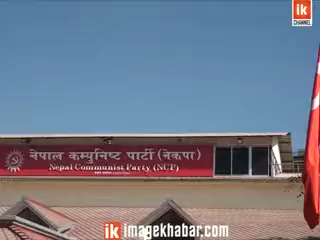 ik
CHANNEL
नेपाल कम्युनिष्ट पार्टी (नेकपा)
Nepal Communist Party (NCP)
ik imagekhabar.com